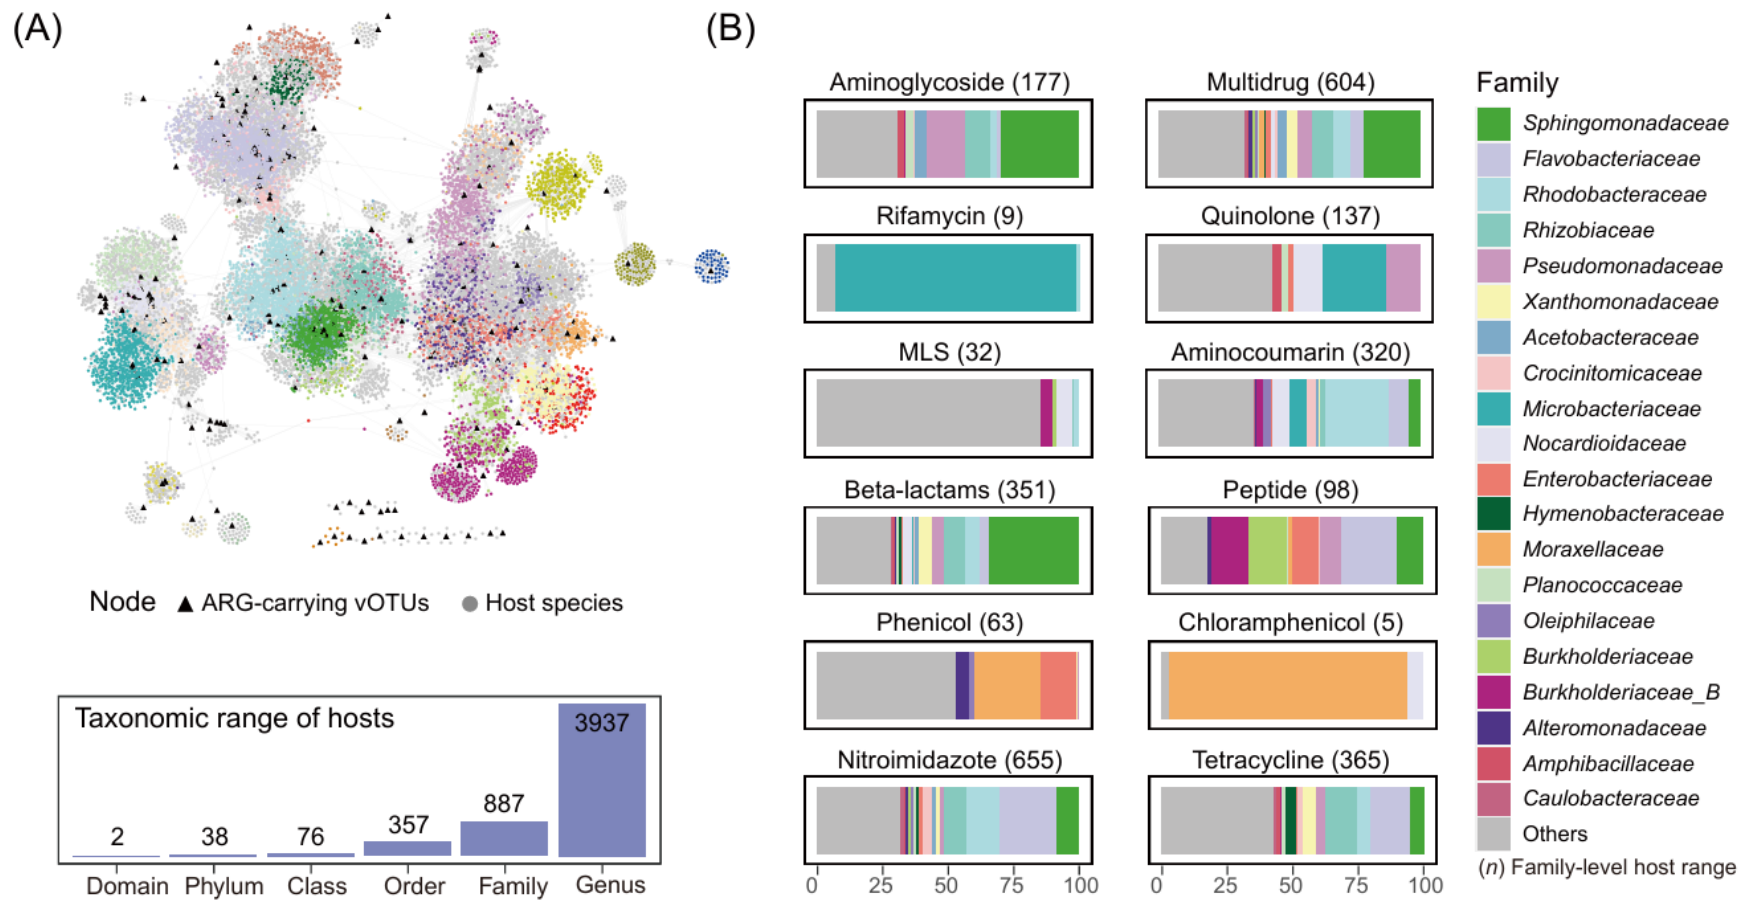 (A)
Node ▲ ARG-carrying vOTUs ● Host species
Taxonomic range of hosts
2
38
76
357
887
3937
Domain
Phylum
Class
Order
Family
Genus
(B)
Aminoglycoside (177)
Multidrug (604)
Rifamycin (9)
Quinolone (137)
MLS (32)
Aminocoumarin (320)
Beta-lactams (351)
Peptide (98)
Phenicol (63)
Chloramphenicol (5)
Nitroimidazote (655)
Tetracycline (365)
0 25 50 75 100
0 25 50 75 100
Family
Sphingomonadaceae
Flavobacteriaceae
Rhodobacteraceae
Rhizobiaceae
Pseudomonadaceae
Xanthomonadaceae
Acetobacteraceae
Crocinitomicaceae
Microbacteriaceae
Nocardioidaceae
Enterobacteriaceae
Hymenobacteraceae
Moraxellaceae
Planococcaceae
Oleiphilaceae
Burkholderiaceae
Burkholderiaceae_B
Alteromonadaceae
Amphibacillaceae
Caulobacteraceae
Others
(n) Family-level host range